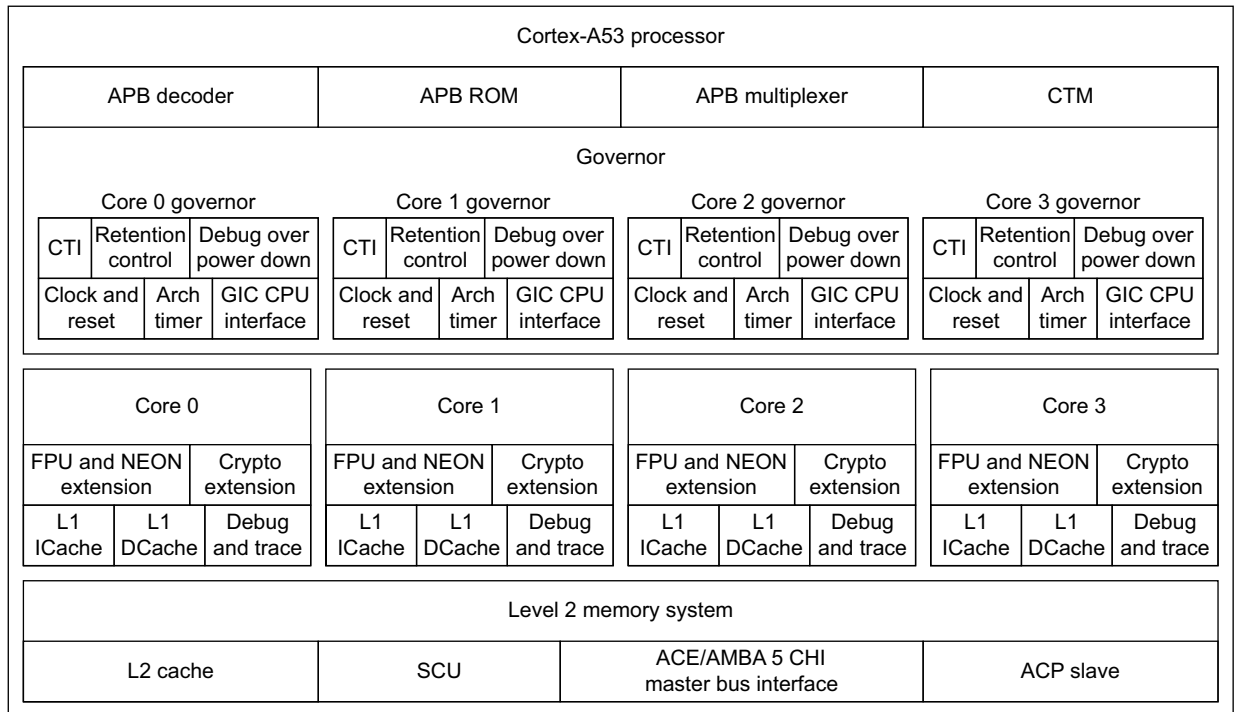 Cortex-A53 processor
APB decoder
APB ROM
APB multiplexer
CTM
Governor
Core 0 governor
CTI
Retention
control
Debug over
power down
Clock and
reset
Arch
timer
GIC CPU
interface
Core 1 governor
CTI
Retention
control
Debug over
power down
Clock and
reset
Arch
timer
GIC CPU
interface
Core 2 governor
CTI
Retention
control
Debug over
power down
Clock and
reset
Arch
timer
GIC CPU
interface
Core 3 governor
CTI
Retention
control
Debug over
power down
Clock and
reset
Arch
timer
GIC CPU
interface
Core 0
FPU and NEON
extension
Crypto
extension
L1
ICache
L1
DCache
Debug
and trace
Core 1
FPU and NEON
extension
Crypto
extension
L1
ICache
L1
DCache
Debug
and trace
Core 2
FPU and NEON
extension
Crypto
extension
L1
ICache
L1
DCache
Debug
and trace
Core 3
FPU and NEON
extension
Crypto
extension
L1
ICache
L1
DCache
Debug
and trace
Level 2 memory system
L2 cache
SCU
ACE/AMBA 5 CHI
master bus interface
ACP slave